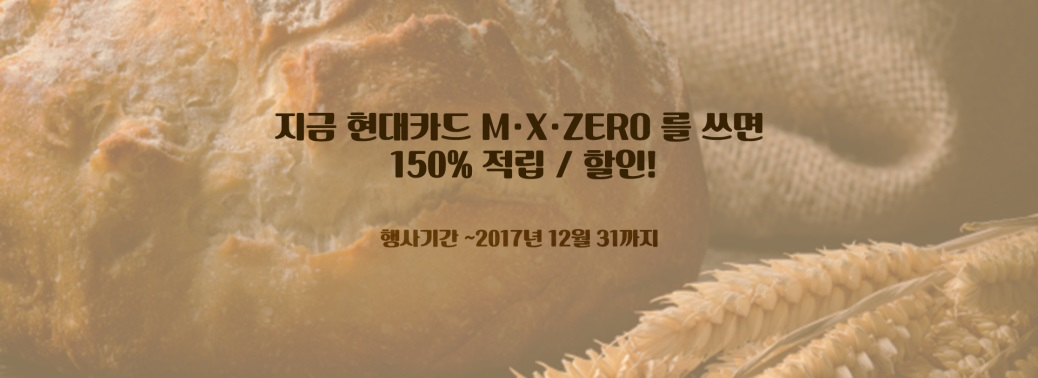 지금 현대카드 M·X·ZERO 를 쓰면
150% 적립 / 할인!
행사기간 ~2017년 12월 31까지